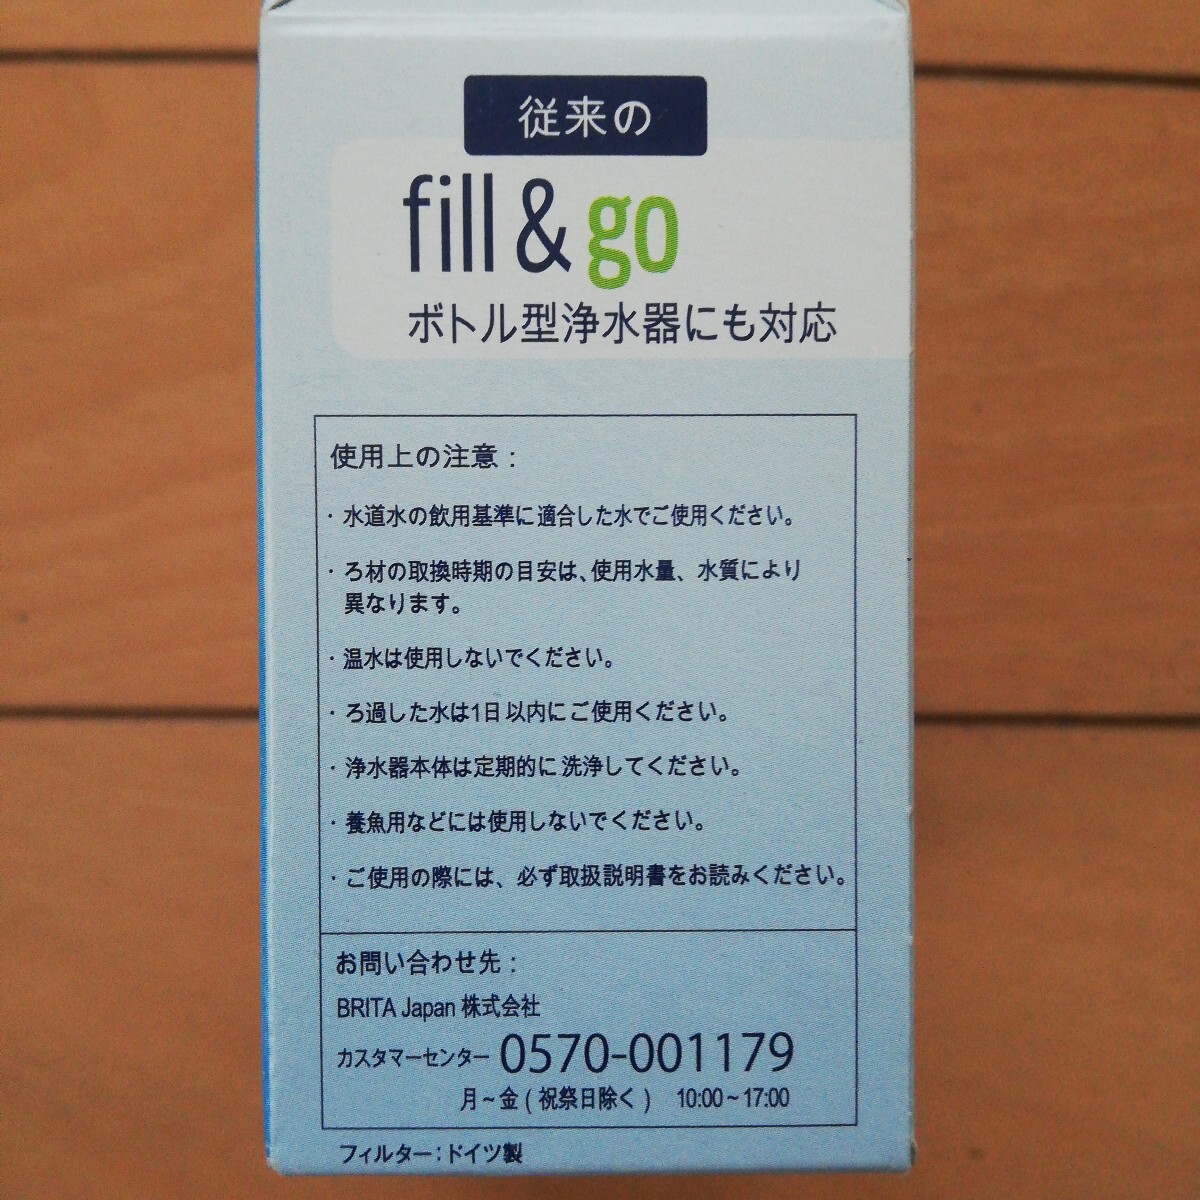 従来の
fill & go
ボトル型浄水器にも対応
使用上の注意：
・水道水の飲用基準に適合した水でご使用ください。
・ろ材の取換時期の目安は、使用水量、水質により
異なります。
・温水は使用しないでください。
・ろ過した水は1日以内にご使用ください。
・浄水器本体は定期的に洗浄してください。
・養魚用などには使用しないでください。
・ご使用の際には、必ず取扱説明書をお読みください。
お問い合わせ先：
BRITA Japan 株式会社
カスタマーセンター 0570-001179
月～金 ( 祝祭日除く ) 10:00～17:00
フィルター：ドイツ製